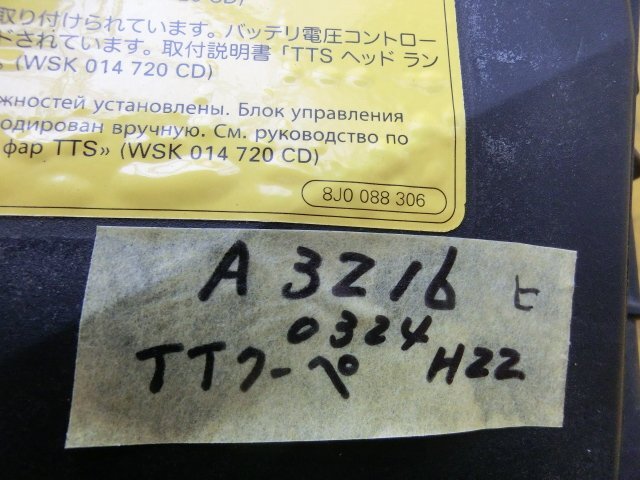 20 CD)
取り付けられています。バッテリ電圧コントロー
ドされています。取付説明書「TTS ヘッド ラン
(WSK 014 720 CD)
жностей установлены. Блок управления
одирован вручную. См. руководство по
фар TTS» (WSK 014 720 CD)
8J0 088 306
A 3216 ヒ
0324
TTクーペ H22